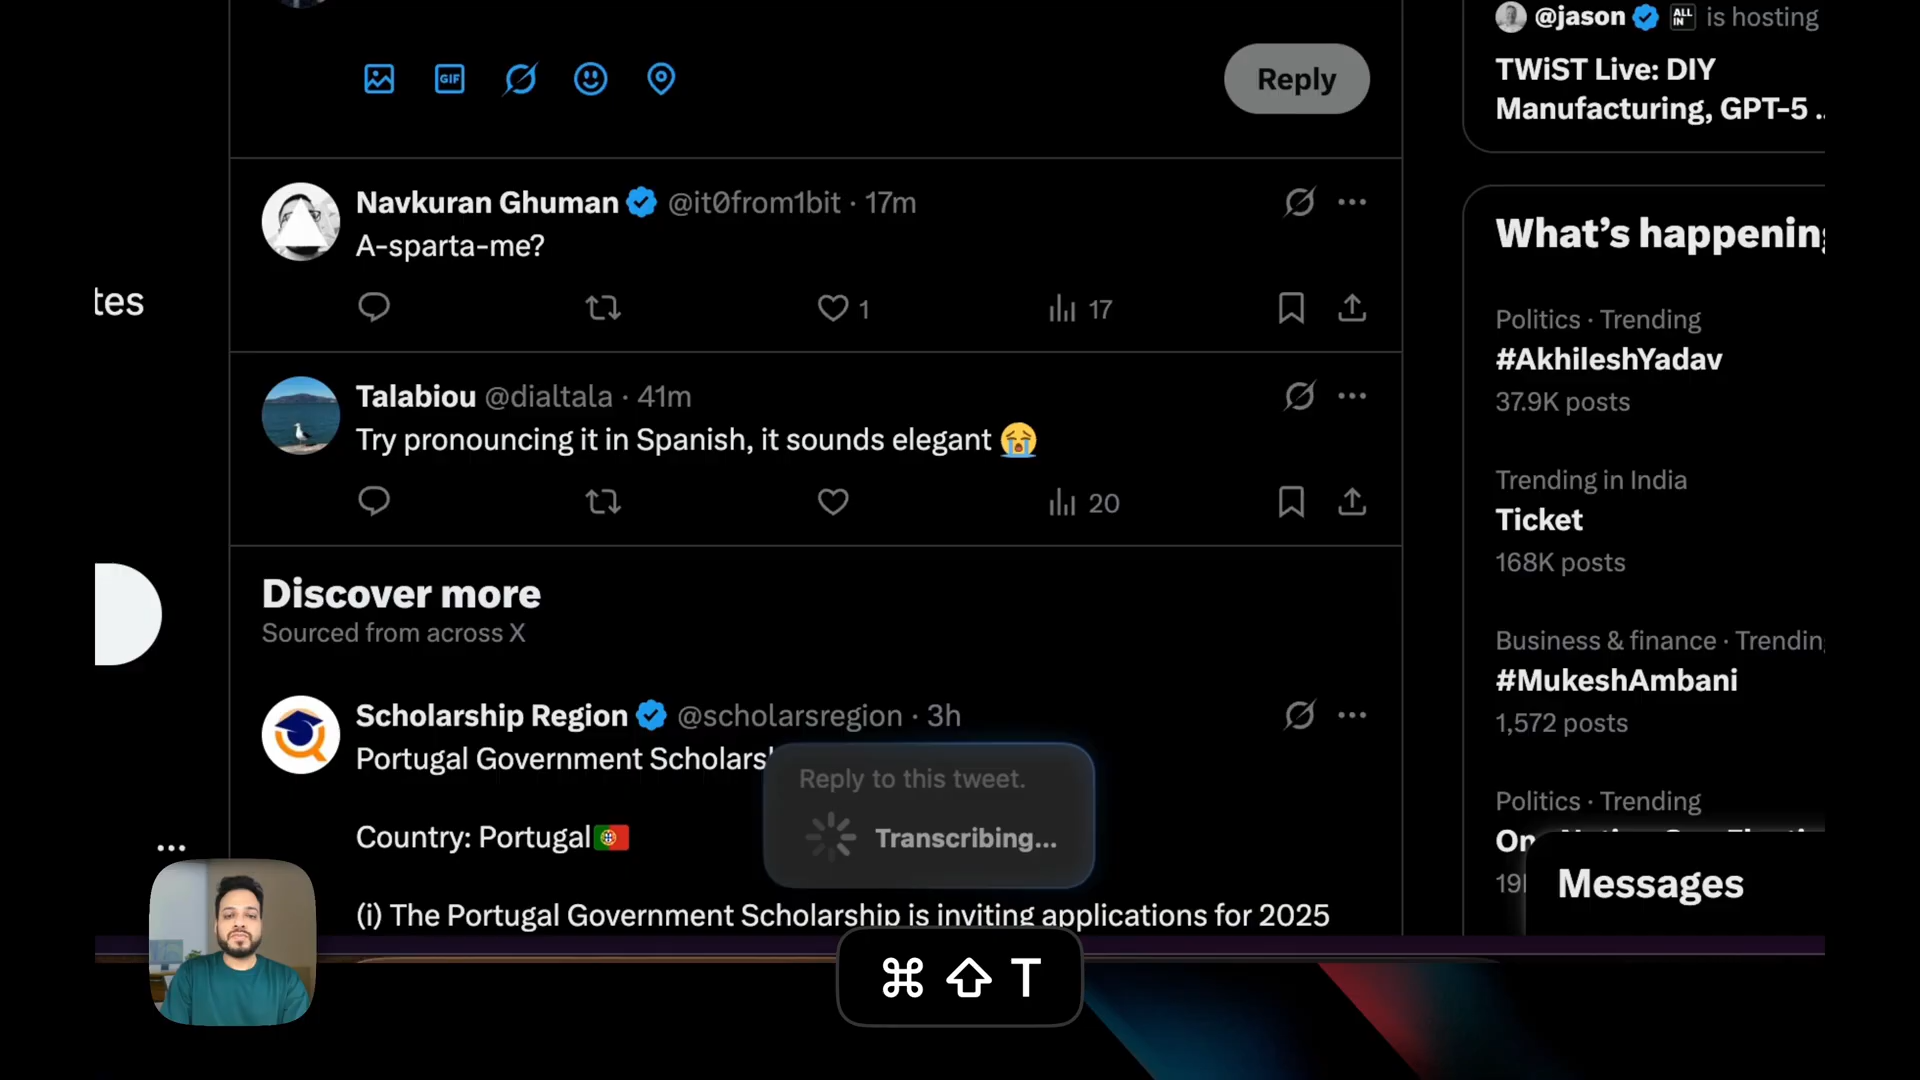 @jason ALL IN is hosting
TWiST Live: DIY
Manufacturing, GPT-5 ..
GIF
Reply
Navkuran Ghuman @it0from1bit · 17m
A-sparta-me?
1
17
tes
Talabiou @dialtala · 41m
Try pronouncing it in Spanish, it sounds elegant 😭
20
Discover more
Sourced from across X
Scholarship Region @scholarsregion · 3h
Portugal Government Scholars
Country: Portugal🇵🇹
(i) The Portugal Government Scholarship is inviting applications for 2025
Reply to this tweet.
Transcribing...
⌘ ⇧ T
What's happening
Politics · Trending
#AkhileshYadav
37.9K posts
Trending in India
Ticket
168K posts
Business & finance · Trending
#MukeshAmbani
1,572 posts
Politics · Trending
Messages